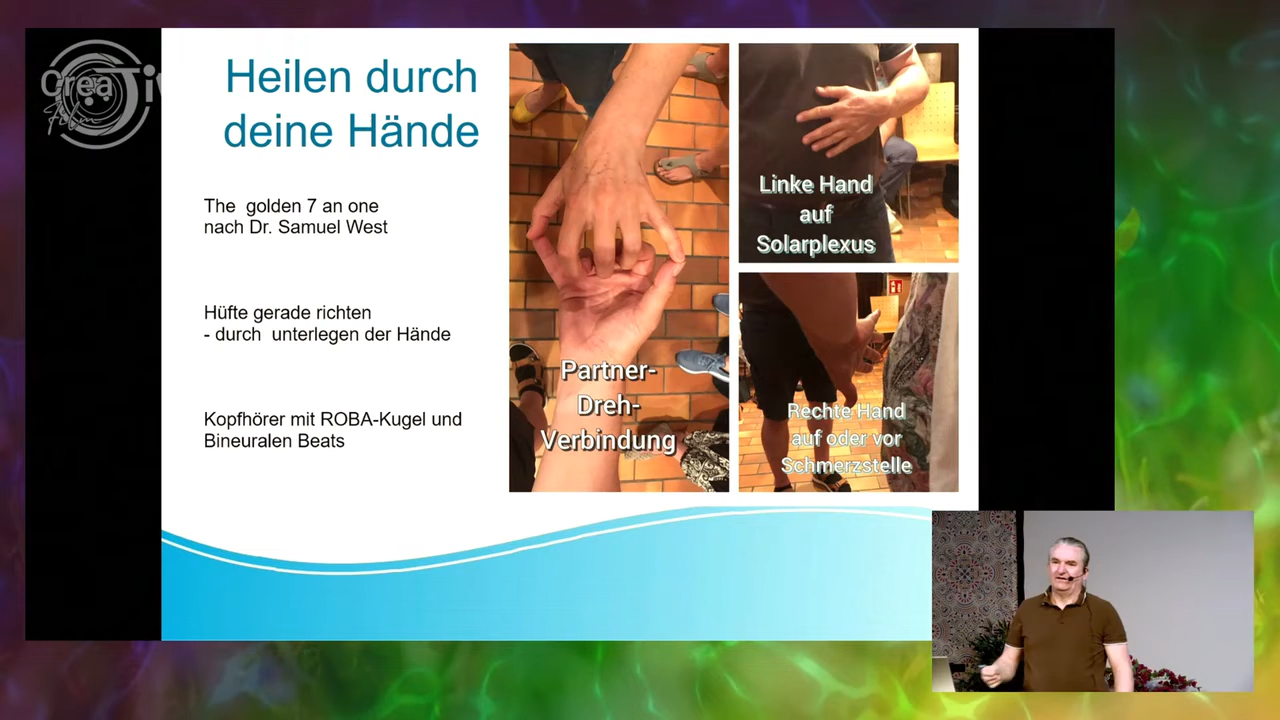 Creativ
Film
Heilen durch
deine Hände
The golden 7 an one
nach Dr. Samuel West
Hüfte gerade richten
- durch unterlegen der Hände
Kopfhörer mit ROBA-Kugel und
Bineuralen Beats
Partner-
Dreh-
Verbindung
Linke Hand
auf
Solarplexus
Rechte Hand
auf oder vor
Schmerzstelle